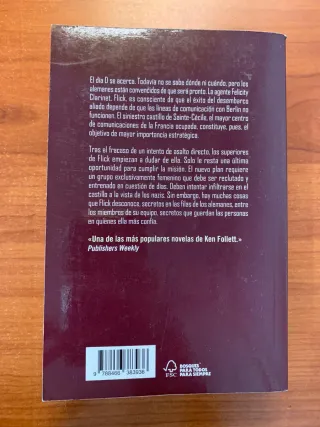 El día D se acerca. Todavía no se sabe dónde ni cuándo, pero los
alemanes están convencidos de que será pronto. La agente Felicity
Clarinet, Flick, es consciente de que el éxito del desembarco
aliado depende de que las líneas de comunicación con Berlín no
funcionen. El siniestro castillo de Sainte-Cécile, el mayor centro
de comunicaciones de la Francia ocupada, constituye, pues, el
objetivo de mayor importancia estratégica.
Tras el fracaso de un intento de asalto directo, los superiores
de Flick empiezan a dudar de ella. Solo le resta una última
oportunidad para cumplir la misión. El nuevo plan requiere
un grupo exclusivamente femenino que debe ser reclutado y
entrenado en cuestión de días. Deben intentar infiltrarse en el
castillo a la vista de los nazis. Sin embargo, hay muchas cosas
que Flick desconoce, secretos en las filas de los alemanes, entre
los miembros de su equipo, secretos que guardan las personas
en quienes ella más confía.
«Una de las más populares novelas de Ken Follett.»
Publishers Weekly
FSC
BOSQUES
PARA TODOS
PARA SIEMPRE